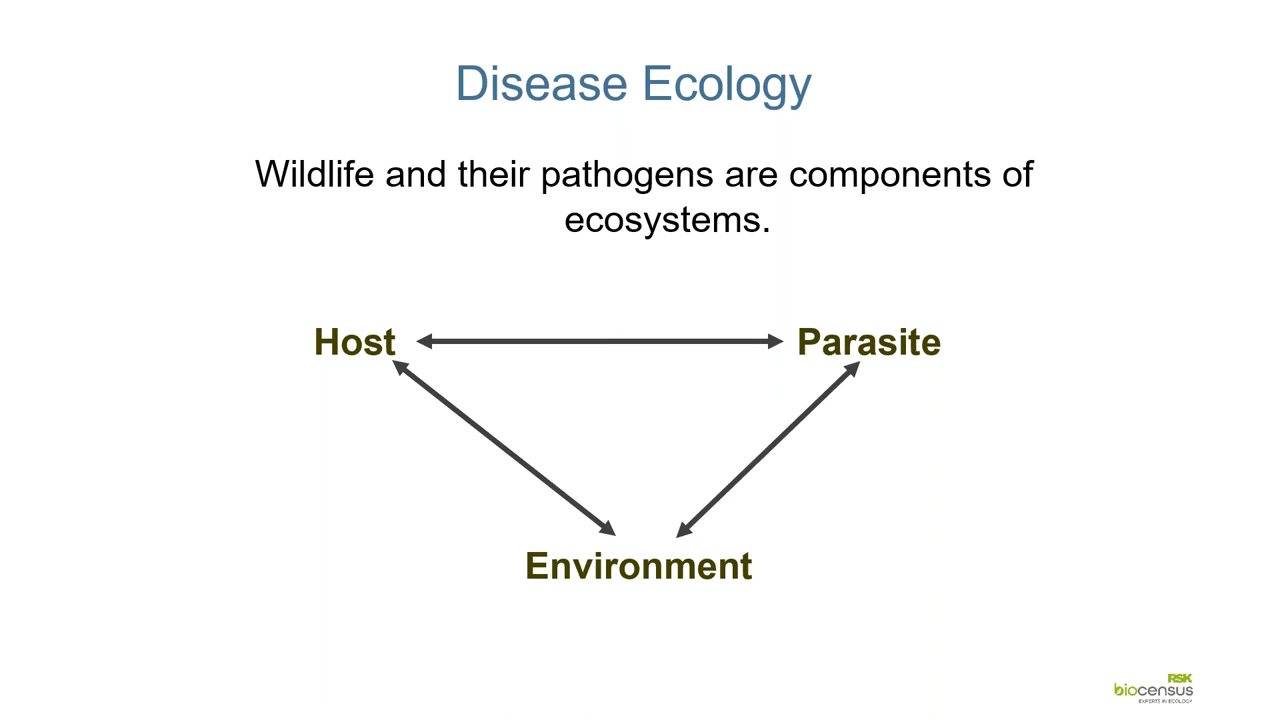 Disease Ecology
Wildlife and their pathogens are components of
ecosystems.
Host
Parasite
Environment
RSK
biocensus
EXPERTS IN ECOLOGY